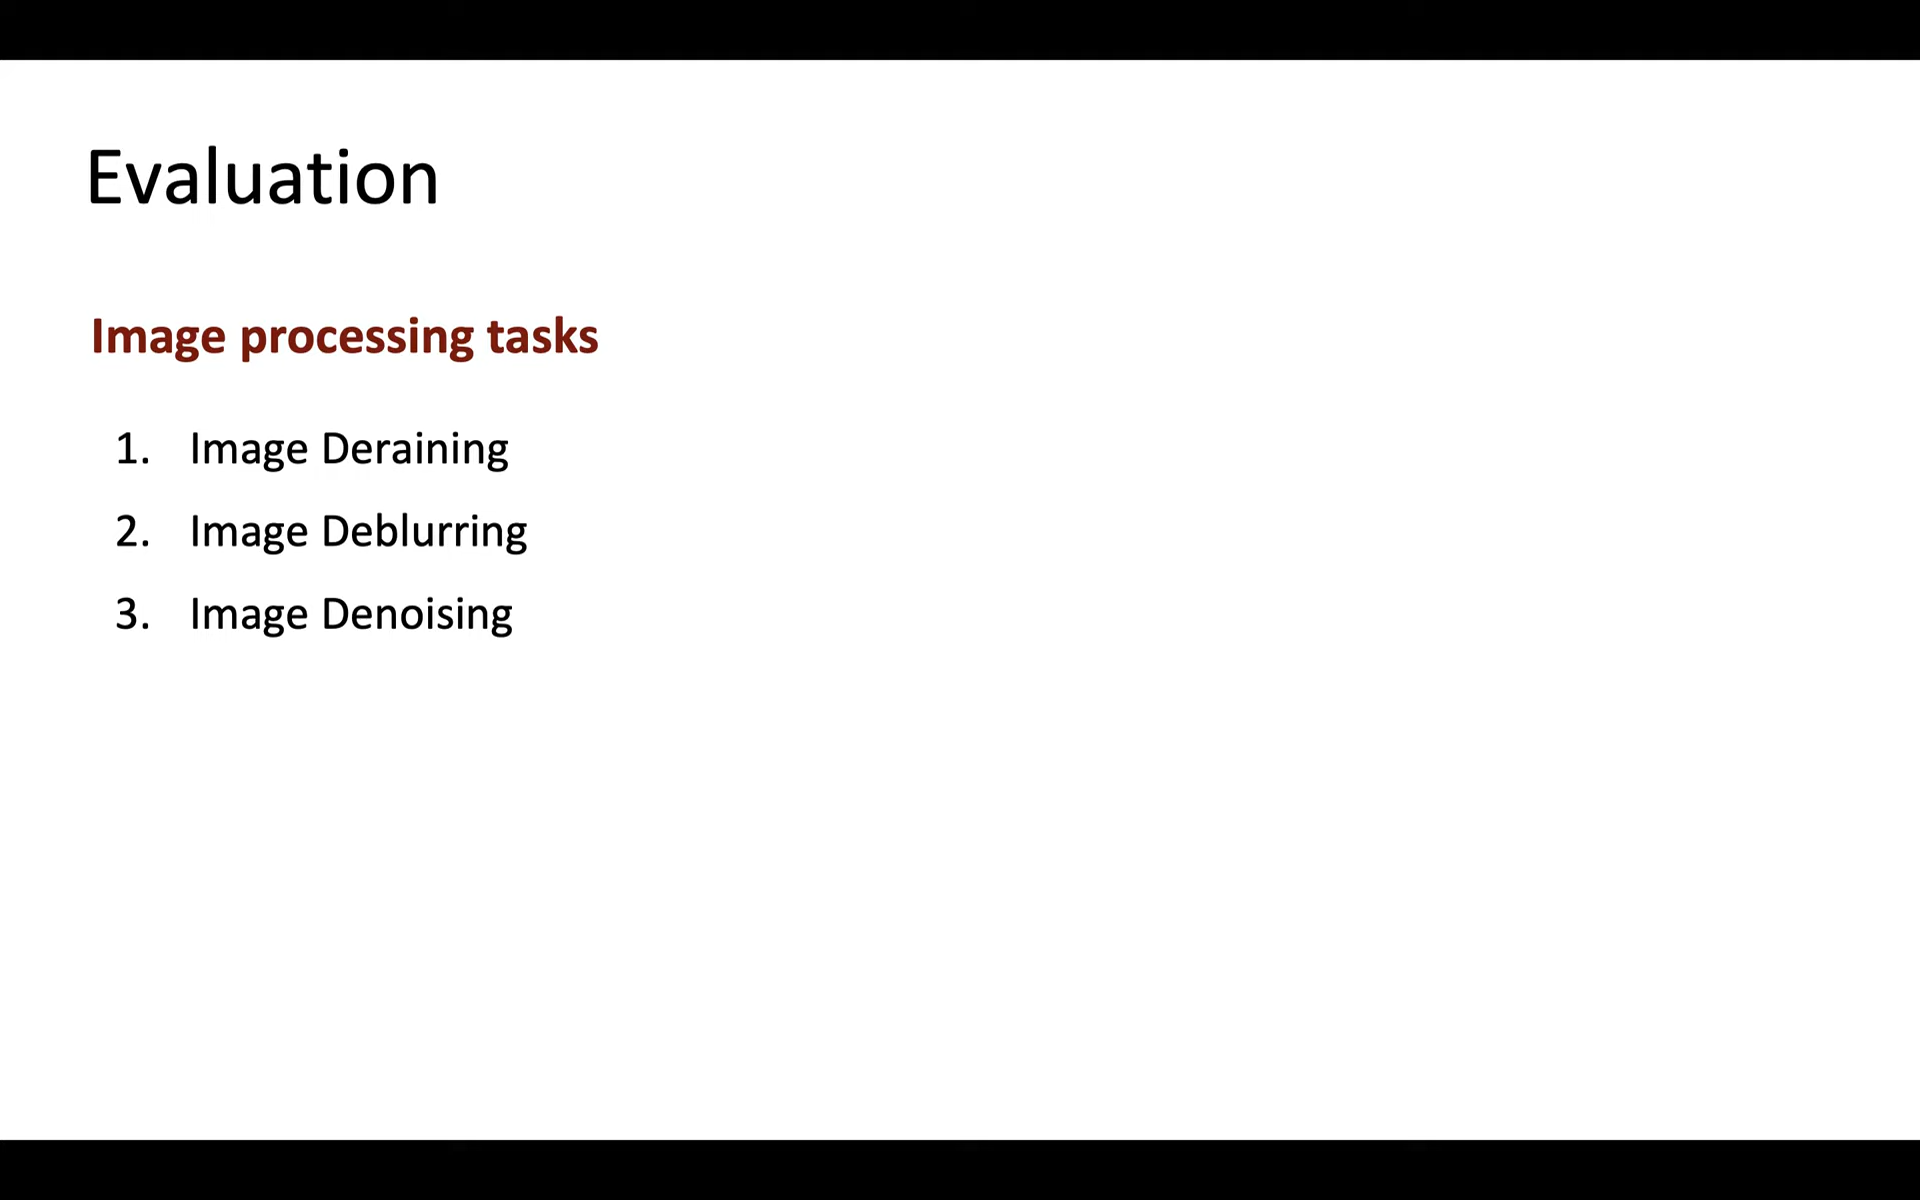 Evaluation
Image processing tasks
1. Image Deraining
2. Image Deblurring
3. Image Denoising